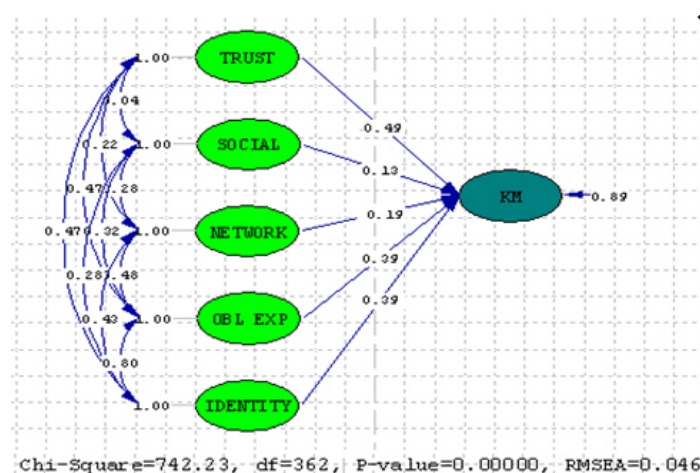 1.00 TRUST
0.04
0.49
0.22
1.00 SOCIAL
0.13
0.47 0.28
KM 0.89
0.19
0.47 0.32 1.00 NETWORK
0.39
0.28 0.48
0.39
0.43 1.00 OBL EXP
0.80
1.00 IDENTITY
Chi-Square=742.23, df=362, P-value=0.00000, RMSEA=0.046